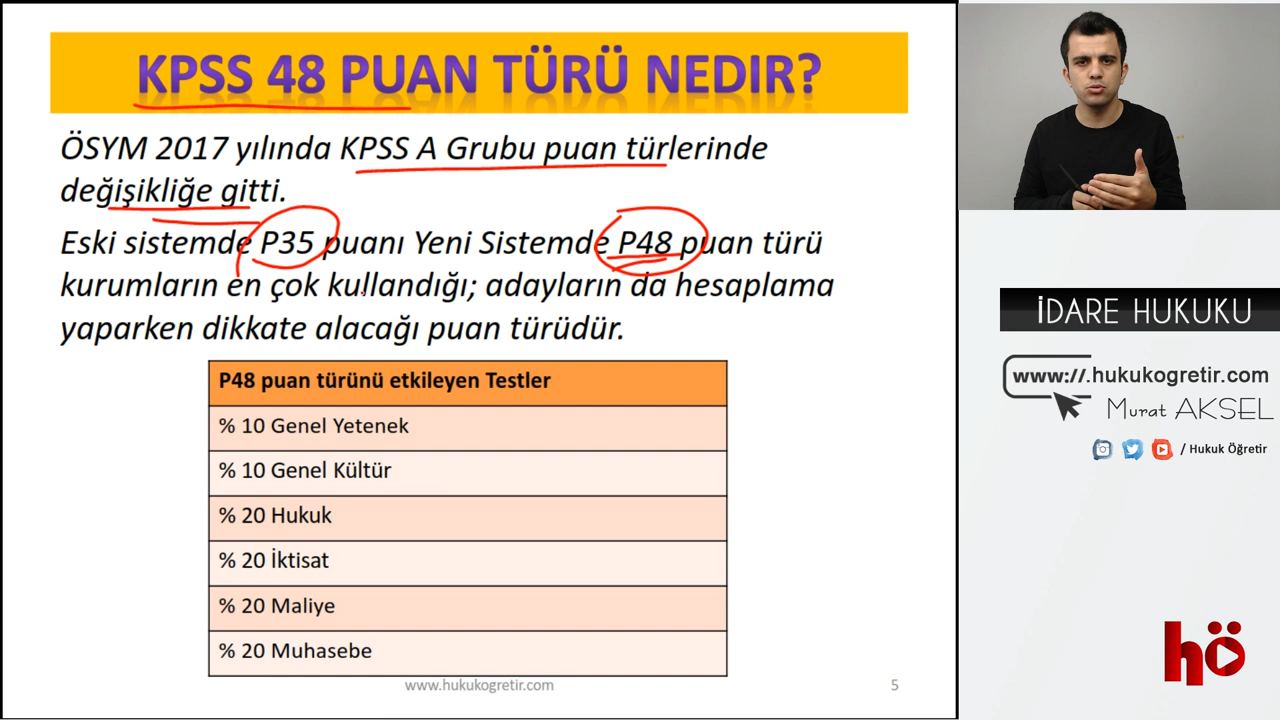 KPSS 48 PUAN TÜRÜ NEDIR?
ÖSYM 2017 yılında KPSS A Grubu puan türlerinde
değişikliğe gitti.
Eski sistemde P35 puanı Yeni Sistemde P48 puan türü
kurumların en çok kullandığı; adayların da hesaplama
yaparken dikkate alacağı puan türüdür.
P48 puan türünü etkileyen Testler
% 10 Genel Yetenek
% 10 Genel Kültür
% 20 Hukuk
% 20 İktisat
% 20 Maliye
% 20 Muhasebe
www.hukukogretir.com
5
İDARE HUKUKU
www://.hukukogretir.com
Murat AKSEL
/ Hukuk Öğretir
hö